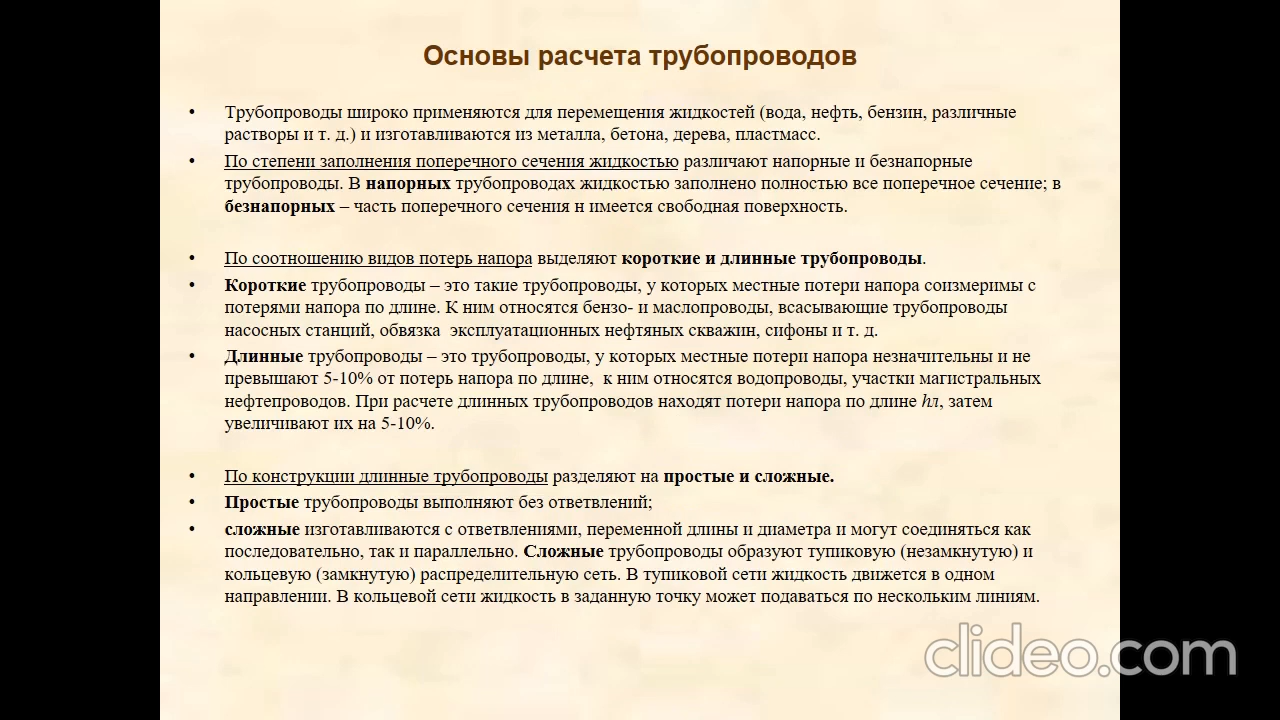 Основы расчета трубопроводов
• Трубопроводы широко применяются для перемещения жидкостей (вода, нефть, бензин, различные
растворы и т. д.) и изготавливаются из металла, бетона, дерева, пластмасс.
• По степени заполнения поперечного сечения жидкостью различают напорные и безнапорные
трубопроводы. В напорных трубопроводах жидкостью заполнено полностью все поперечное сечение; в
безнапорных – часть поперечного сечения н имеется свободная поверхность.
• По соотношению видов потерь напора выделяют короткие и длинные трубопроводы.
• Короткие трубопроводы – это такие трубопроводы, у которых местные потери напора соизмеримы с
потерями напора по длине. К ним относятся бензо- и маслопроводы, всасывающие трубопроводы
насосных станций, обвязка эксплуатационных нефтяных скважин, сифоны и т. д.
• Длинные трубопроводы – это трубопроводы, у которых местные потери напора незначительны и не
превышают 5-10% от потерь напора по длине, к ним относятся водопроводы, участки магистральных
нефтепроводов. При расчете длинных трубопроводов находят потери напора по длине hл, затем
увеличивают их на 5-10%.
• По конструкции длинные трубопроводы разделяют на простые и сложные.
• Простые трубопроводы выполняют без ответвлений;
• сложные изготавливаются с ответвлениями, переменной длины и диаметра и могут соединяться как
последовательно, так и параллельно. Сложные трубопроводы образуют тупиковую (незамкнутую) и
кольцевую (замкнутую) распределительную сеть. В тупиковой сети жидкость движется в одном
направлении. В кольцевой сети жидкость в заданную точку может подаваться по нескольким линиям.
clideo.com